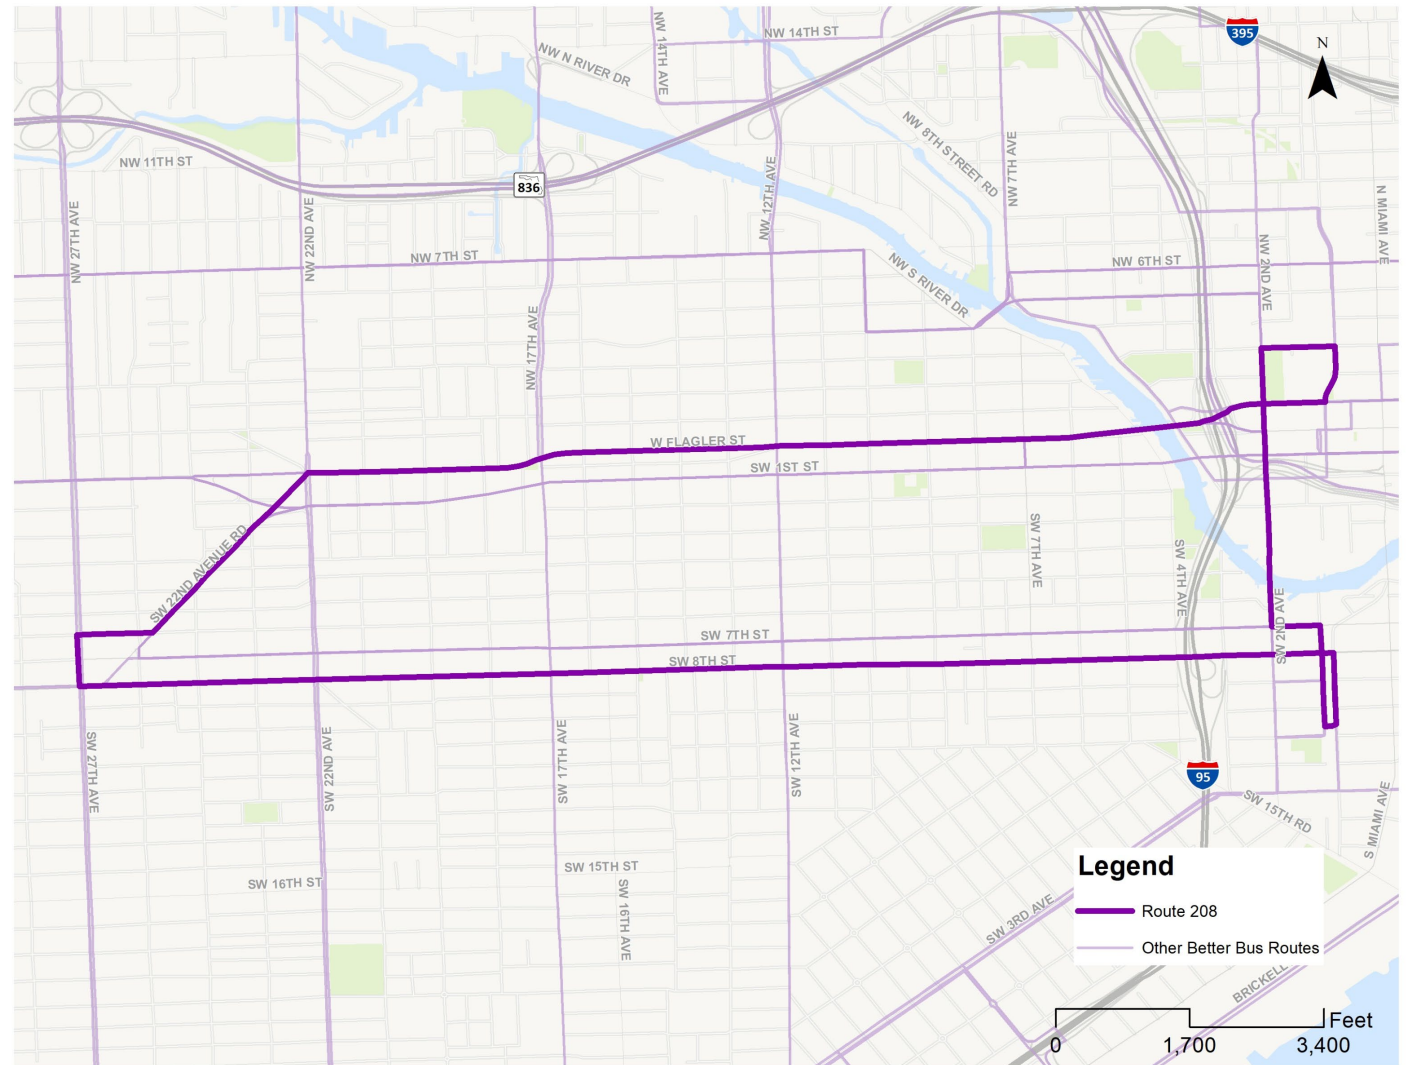 395
N
NW 14TH ST
NW 14TH AVE
NW N RIVER DR
NW 8TH STREET RD
NW 7TH AVE
NW 11TH ST
836
NW 12TH AVE
N MIAMI AVE
NW 27TH AVE
NW 22ND AVE
NW 7TH ST
NW 6TH ST
NW 2ND AVE
NW S RIVER DR
NW 17TH AVE
W FLAGLER ST
SW 1ST ST
SW 22ND AVENUE RD
SW 7TH AVE
SW 4TH AVE
SW 7TH ST
SW 2ND AVE
SW 8TH ST
SW 27TH AVE
SW 22ND AVE
SW 17TH AVE
SW 12TH AVE
95
SW 15TH RD
S MIAMI AVE
SW 15TH ST
SW 16TH ST
SW 16TH AVE
SW 3RD AVE
BRICKELL
Legend
Route 208
Other Better Bus Routes
Feet
0 1,700 3,400